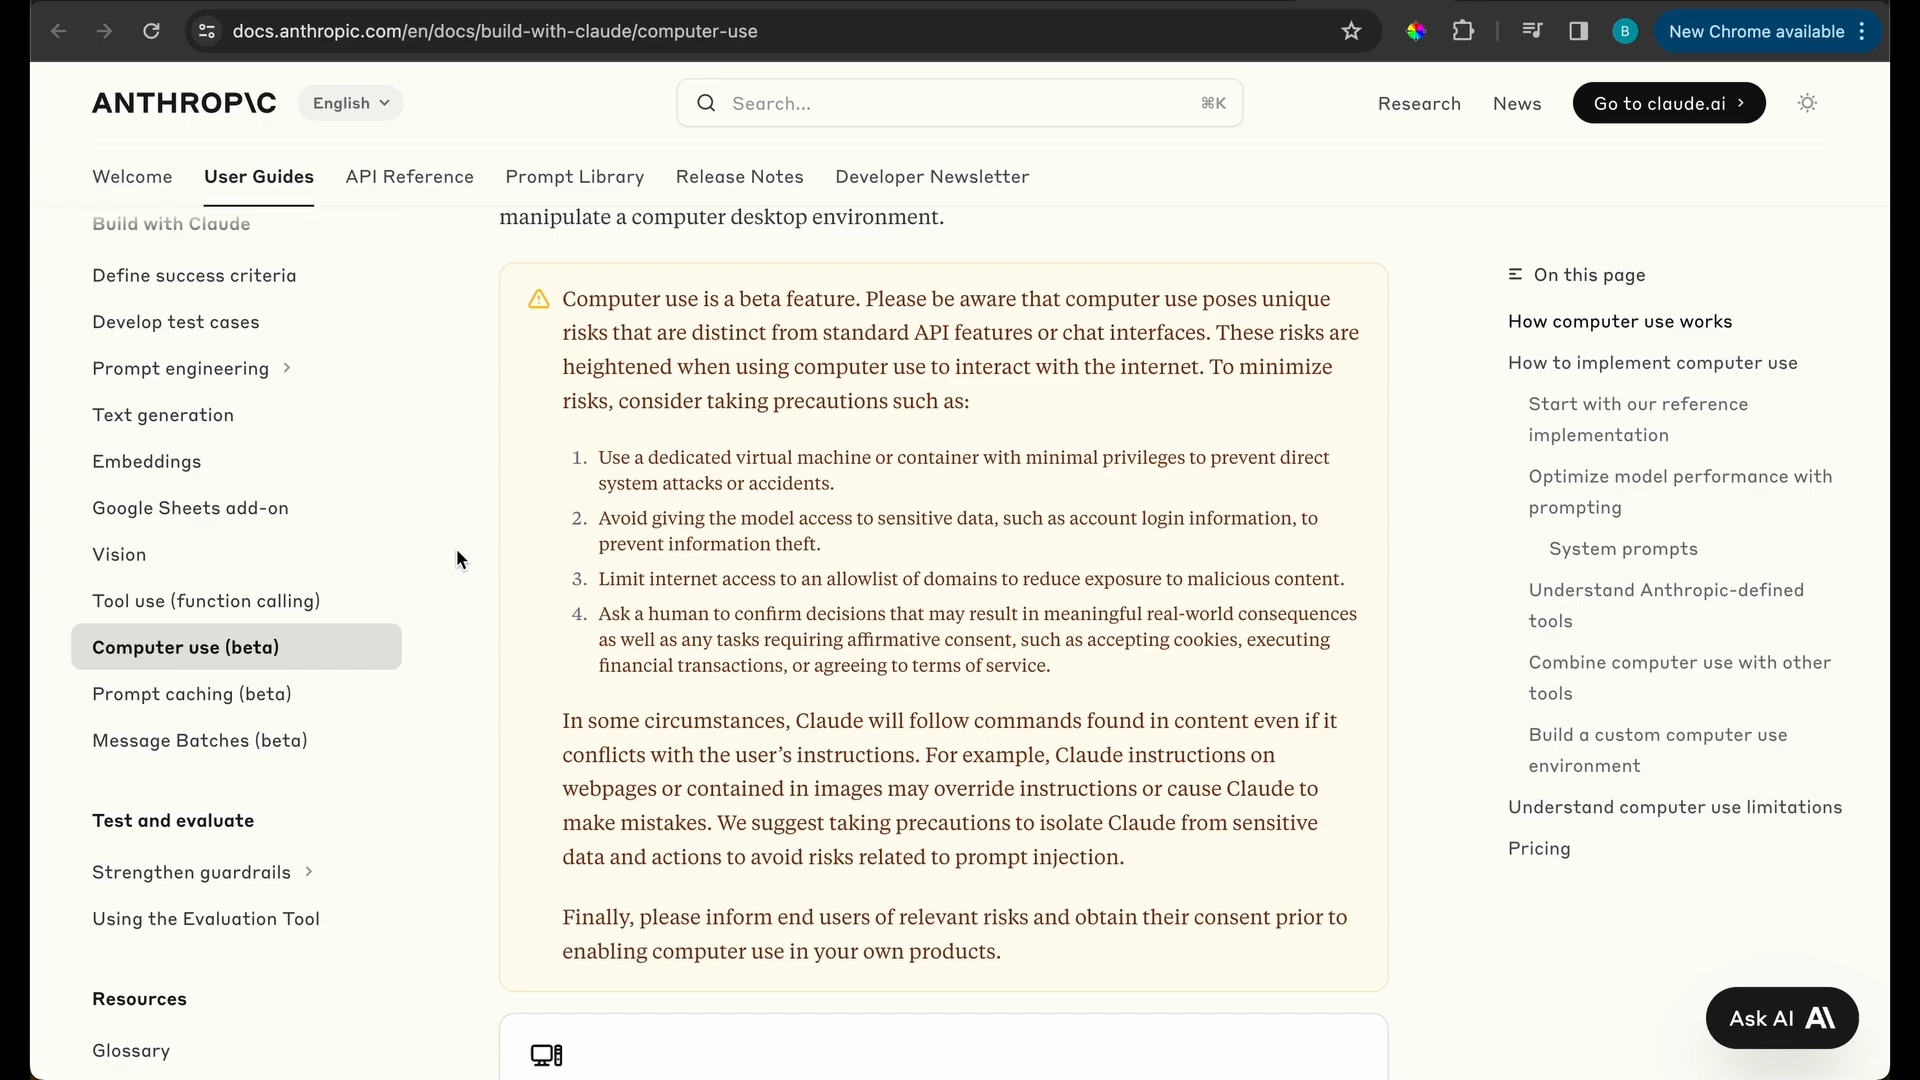 docs.anthropic.com/en/docs/build-with-claude/computer-use
B
New Chrome available
ANTHROP\C
English
Search...
⌘K
Research
News
Go to claude.ai
Welcome
User Guides
API Reference
Prompt Library
Release Notes
Developer Newsletter
Build with Claude
Define success criteria
Develop test cases
Prompt engineering
Text generation
Embeddings
Google Sheets add-on
Vision
Tool use (function calling)
Computer use (beta)
Prompt caching (beta)
Message Batches (beta)
Test and evaluate
Strengthen guardrails
Using the Evaluation Tool
Resources
Glossary
manipulate a computer desktop environment.
Computer use is a beta feature. Please be aware that computer use poses unique
risks that are distinct from standard API features or chat interfaces. These risks are
heightened when using computer use to interact with the internet. To minimize
risks, consider taking precautions such as:
1. Use a dedicated virtual machine or container with minimal privileges to prevent direct
system attacks or accidents.
2. Avoid giving the model access to sensitive data, such as account login information, to
prevent information theft.
3. Limit internet access to an allowlist of domains to reduce exposure to malicious content.
4. Ask a human to confirm decisions that may result in meaningful real-world consequences
as well as any tasks requiring affirmative consent, such as accepting cookies, executing
financial transactions, or agreeing to terms of service.
In some circumstances, Claude will follow commands found in content even if it
conflicts with the user’s instructions. For example, Claude instructions on
webpages or contained in images may override instructions or cause Claude to
make mistakes. We suggest taking precautions to isolate Claude from sensitive
data and actions to avoid risks related to prompt injection.
Finally, please inform end users of relevant risks and obtain their consent prior to
enabling computer use in your own products.
On this page
How computer use works
How to implement computer use
Start with our reference
implementation
Optimize model performance with
prompting
System prompts
Understand Anthropic-defined
tools
Combine computer use with other
tools
Build a custom computer use
environment
Understand computer use limitations
Pricing
Ask AI